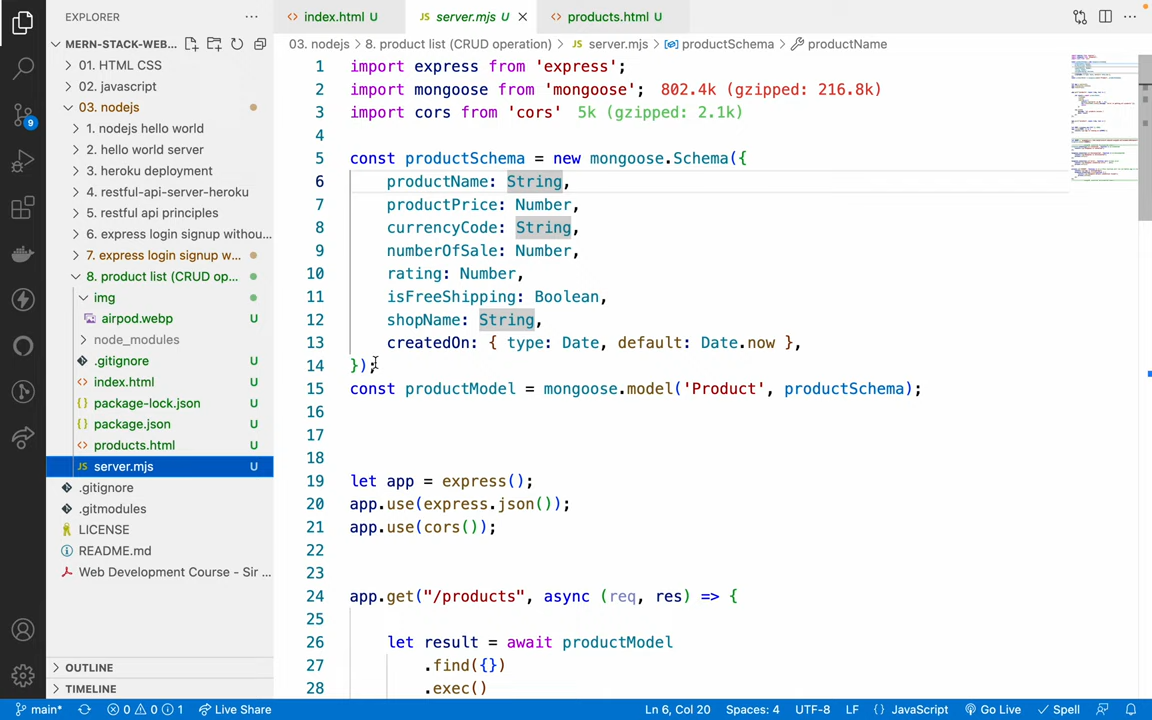 EXPLORER
index.html U
server.mjs U
products.html U
MERN-STACK-WEB...
03. nodejs > 8. product list (CRUD operation) > JS server.mjs > productSchema > productName
01. HTML CSS
02. javascript
03. nodejs
1. nodejs hello world
2. hello world server
3. heroku deployment
4. restful-api-server-heroku
5. restful api principles
6. express login signup withou...
7. express login signup w...
8. product list (CRUD op...
img
airpod.webp U
node_modules
.gitignore U
index.html U
package-lock.json U
package.json U
products.html U
JS server.mjs U
.gitignore
.gitmodules
LICENSE
README.md
Web Development Course - Sir ...
OUTLINE
TIMELINE
9
1 import express from 'express';
2 import mongoose from 'mongoose'; 802.4k (gzipped: 216.8k)
3 import cors from 'cors' 5k (gzipped: 2.1k)
4
5 const productSchema = new mongoose.Schema({
6 productName: String,
7 productPrice: Number,
8 currencyCode: String,
9 numberOfSale: Number,
10 rating: Number,
11 isFreeShipping: Boolean,
12 shopName: String,
13 createdOn: { type: Date, default: Date.now },
14 });
15 const productModel = mongoose.model('Product', productSchema);
16
17
18
19 let app = express();
20 app.use(express.json());
21 app.use(cors());
22
23
24 app.get("/products", async (req, res) => {
25
26 let result = await productModel
27 .find({})
28 .exec()
main* 0 0 1 Live Share Ln 6, Col 20 Spaces: 4 UTF-8 LF {} JavaScript Go Live Spell